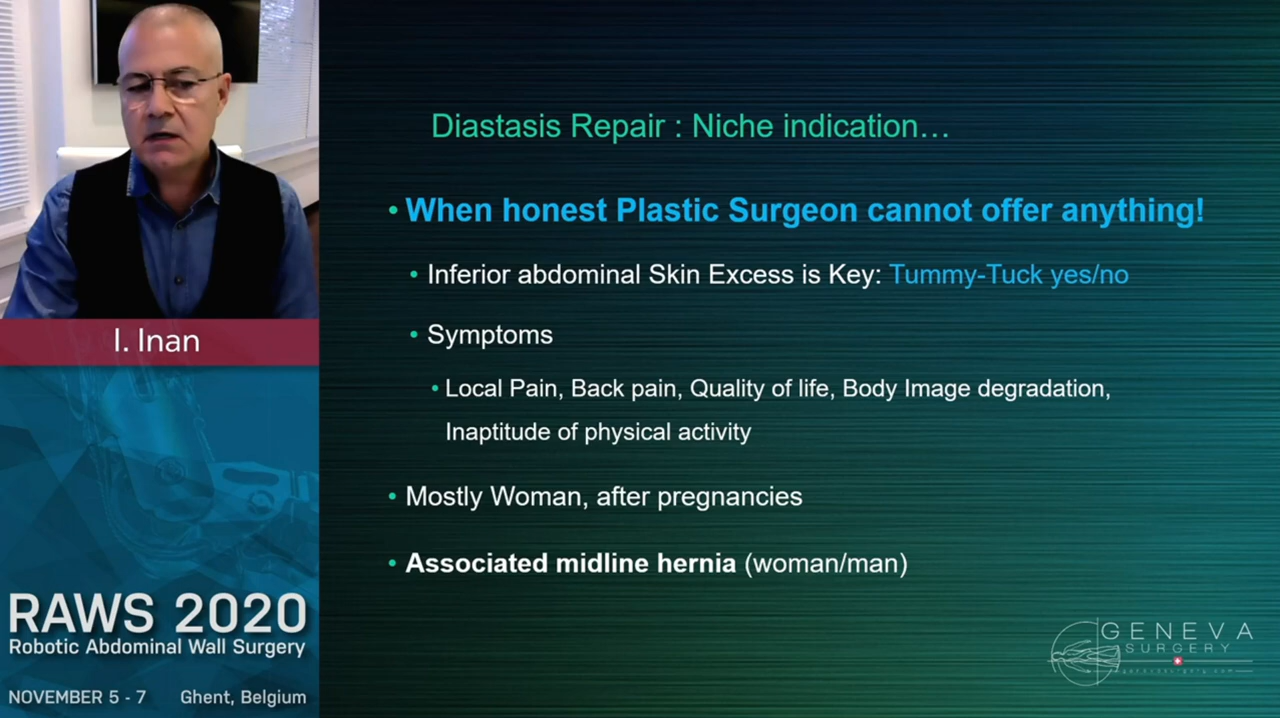 I. Inan
RAWS 2020
Robotic Abdominal Wall Surgery
NOVEMBER 5 - 7 Ghent, Belgium
Diastasis Repair : Niche indication…
• When honest Plastic Surgeon cannot offer anything!
• Inferior abdominal Skin Excess is Key: Tummy-Tuck yes/no
• Symptoms
• Local Pain, Back pain, Quality of life, Body Image degradation,
Inaptitude of physical activity
• Mostly Woman, after pregnancies
• Associated midline hernia (woman/man)
GENEVA
SURGERY